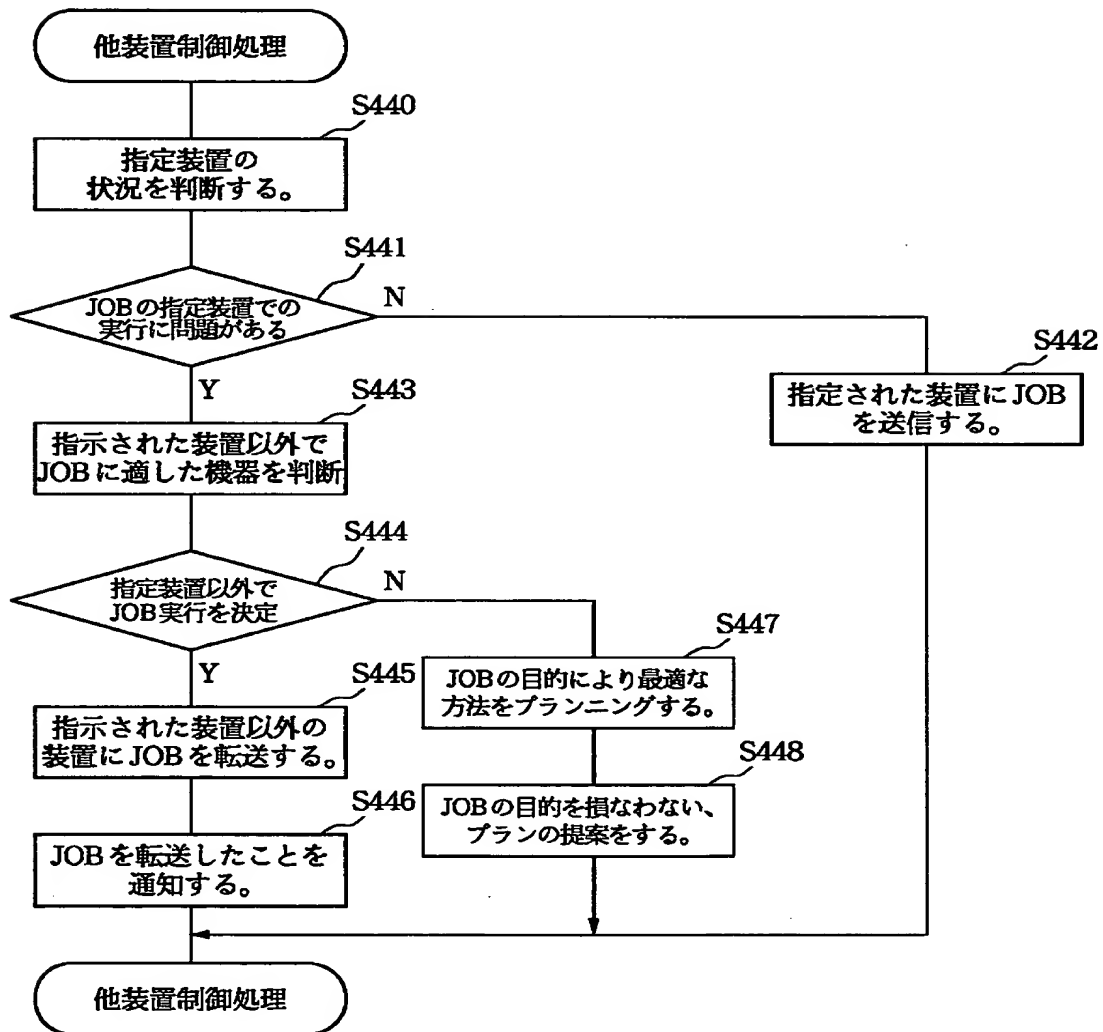 他装置制御処理
S440
指定装置の
状況を判断する。
S441
JOBの指定装置での
実行に問題がある
N
Y
S442
指定された装置にJOB
を送信する。
S443
指示された装置以外で
JOBに適した機器を判断
S444
指定装置以外で
JOB実行を決定
N
Y
S445
指示された装置以外の
装置にJOBを転送する。
S446
JOBを転送したことを
通知する。
S447
JOBの目的により最適な
方法をプランニングする。
S448
JOBの目的を損なわない、
プランの提案をする。
他装置制御処理